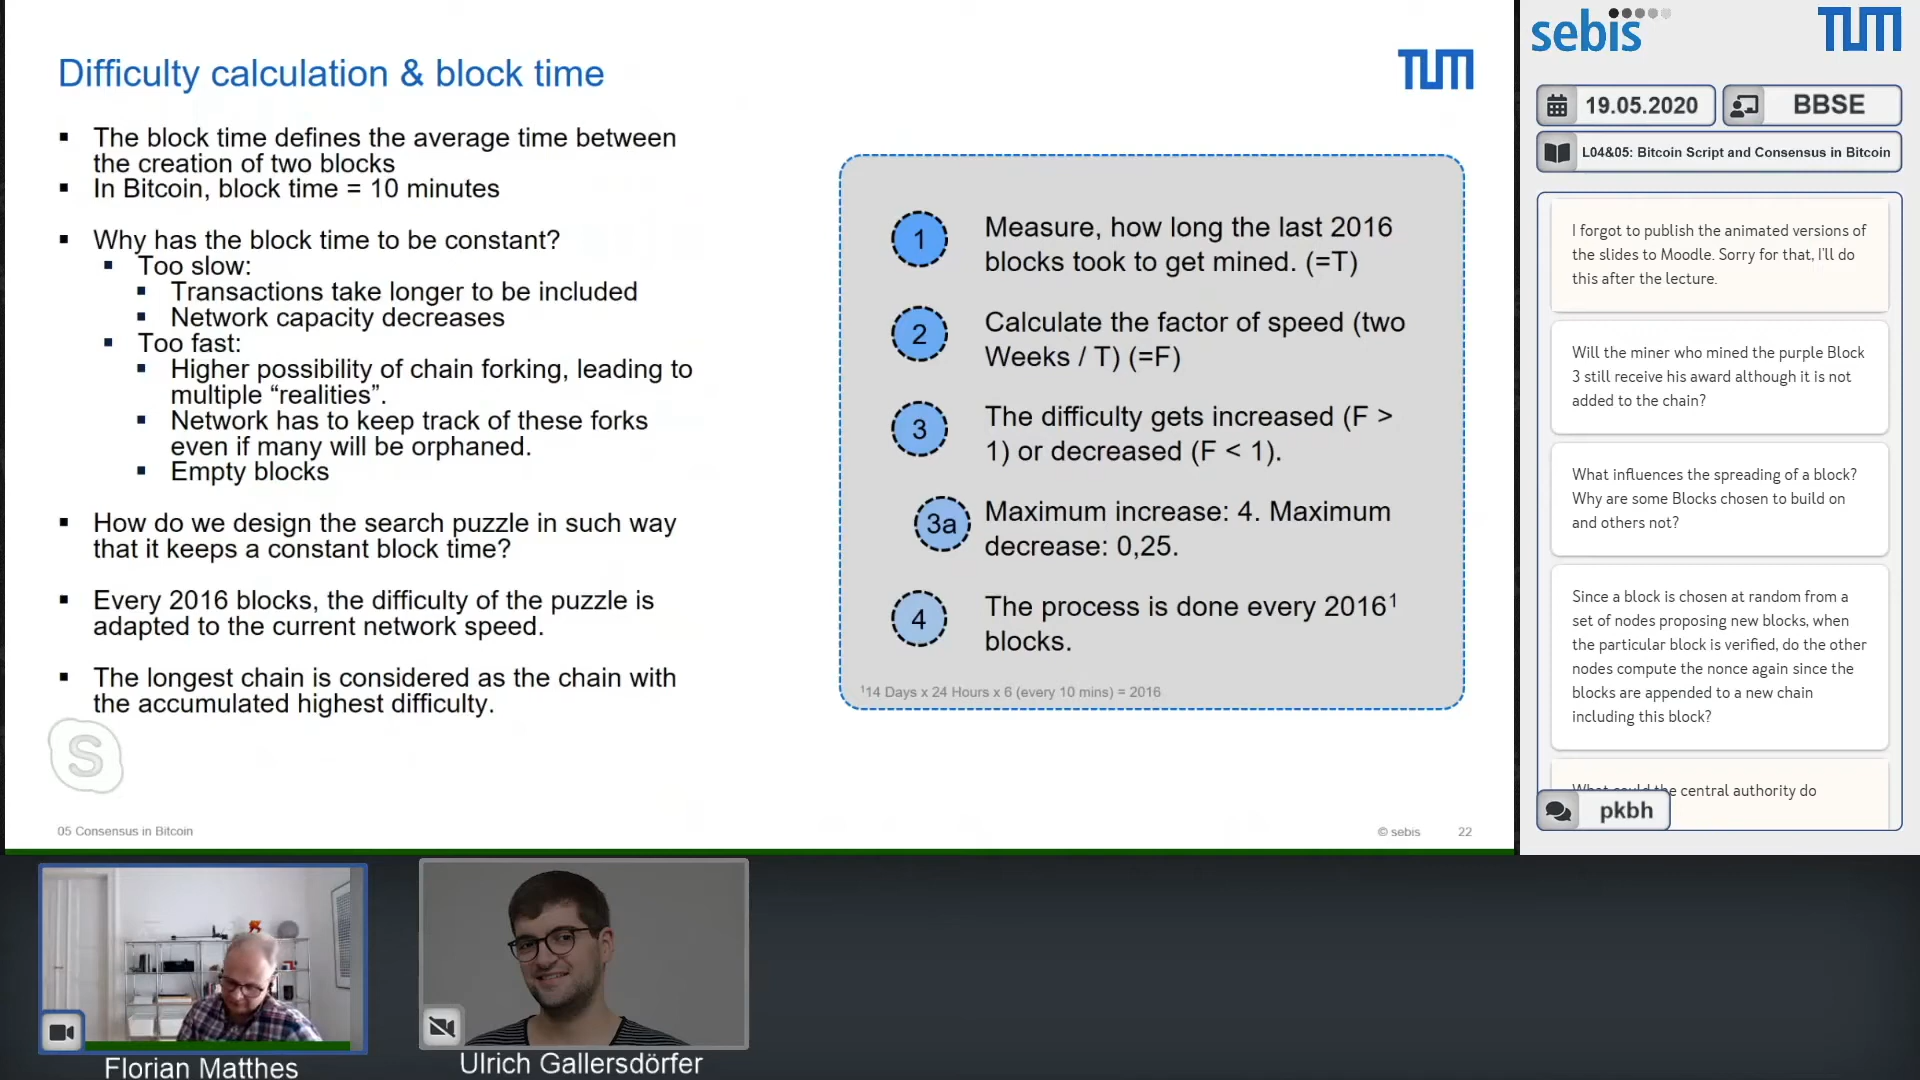 Difficulty calculation & block time
TUM
▪ The block time defines the average time between
the creation of two blocks
▪ In Bitcoin, block time = 10 minutes
▪ Why has the block time to be constant?
▪ Too slow:
▪ Transactions take longer to be included
▪ Network capacity decreases
▪ Too fast:
▪ Higher possibility of chain forking, leading to
multiple “realities”.
▪ Network has to keep track of these forks
even if many will be orphaned.
▪ Empty blocks
▪ How do we design the search puzzle in such way
that it keeps a constant block time?
▪ Every 2016 blocks, the difficulty of the puzzle is
adapted to the current network speed.
▪ The longest chain is considered as the chain with
the accumulated highest difficulty.
S
1 Measure, how long the last 2016
blocks took to get mined. (=T)
2 Calculate the factor of speed (two
Weeks / T) (=F)
3 The difficulty gets increased (F >
1) or decreased (F < 1).
3a Maximum increase: 4. Maximum
decrease: 0,25.
4 The process is done every 2016¹
blocks.
¹14 Days x 24 Hours x 6 (every 10 mins) = 2016
05 Consensus in Bitcoin
© sebis 22
sebis
TUM
19.05.2020
BBSE
L04&05: Bitcoin Script and Consensus in Bitcoin
I forgot to publish the animated versions of
the slides to Moodle. Sorry for that, I'll do
this after the lecture.
Will the miner who mined the purple Block
3 still receive his award although it is not
added to the chain?
What influences the spreading of a block?
Why are some Blocks chosen to build on
and others not?
Since a block is chosen at random from a
set of nodes proposing new blocks, when
the particular block is verified, do the other
nodes compute the nonce again since the
blocks are appended to a new chain
including this block?
What could the central authority do
pkbh
Florian Matthes
Ulrich Gallersdörfer